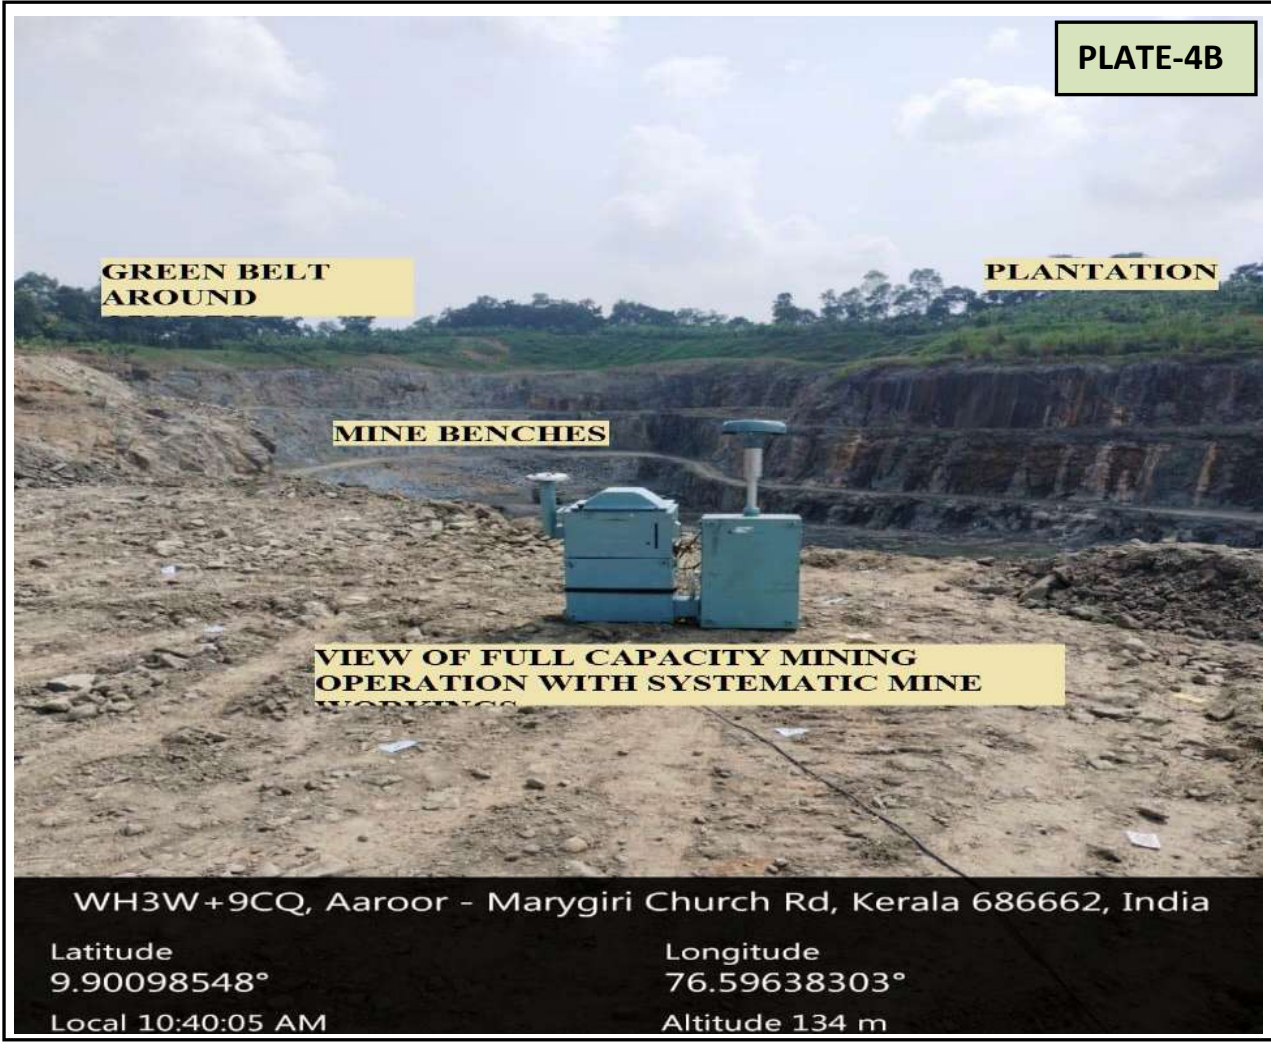 PLATE-4B
GREEN BELT
AROUND
PLANTATION
MINE BENCHES
VIEW OF FULL CAPACITY MINING
OPERATION WITH SYSTEMATIC MINE
WORKINGS
WH3W+9CQ, Aaroor - Marygiri Church Rd, Kerala 686662, India
Latitude
9.90098548°
Longitude
76.59638303°
Local 10:40:05 AM
Altitude 134 m